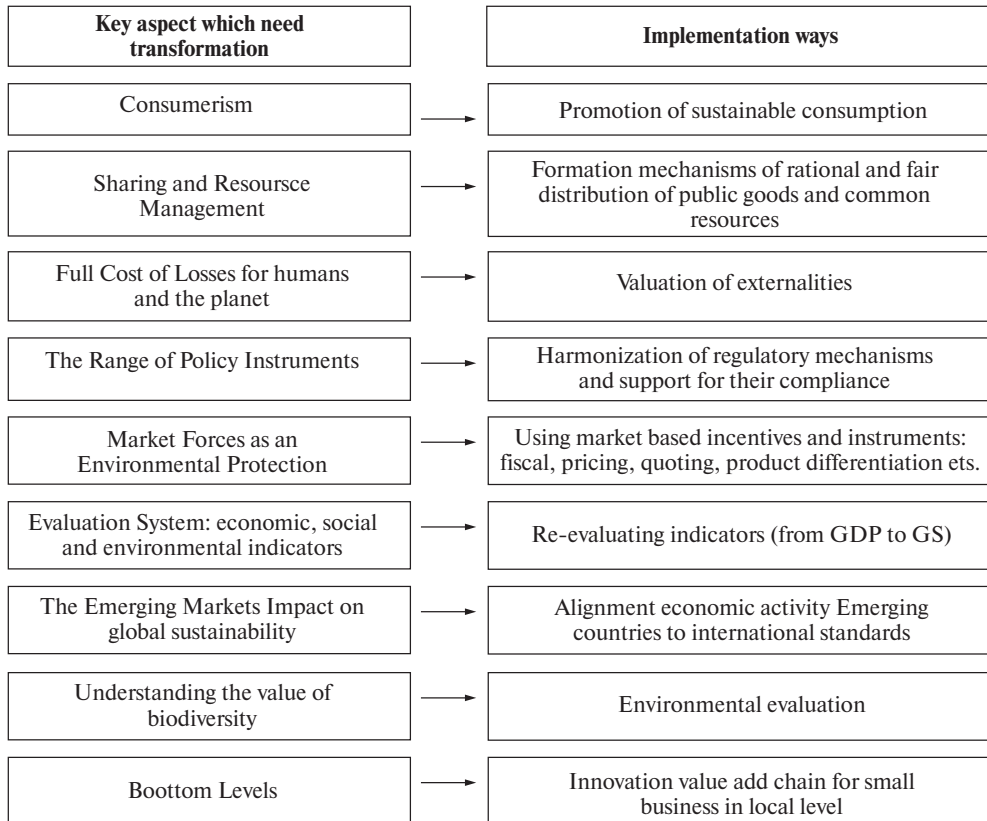 Key aspect which need
transformation
Implementation ways
Consumerism
Promotion of sustainable consumption
Sharing and Resoursce
Management
Formation mechanisms of rational and fair
distribution of public goods and common
resources
Full Cost of Losses for humans
and the planet
Valuation of externalities
The Range of Policy Instruments
Harmonization of regulatory mechanisms
and support for their compliance
Market Forces as an
Environmental Protection
Using market based incentives and instruments:
fiscal, pricing, quoting, product differentiation ets.
Evaluation System: economic, social
and environmental indicators
Re-evaluating indicators (from GDP to GS)
The Emerging Markets Impact on
global sustainability
Alignment economic activity Emerging
countries to international standards
Understanding the value of
biodiversity
Environmental evaluation
Boottom Levels
Innovation value add chain for small
business in local level